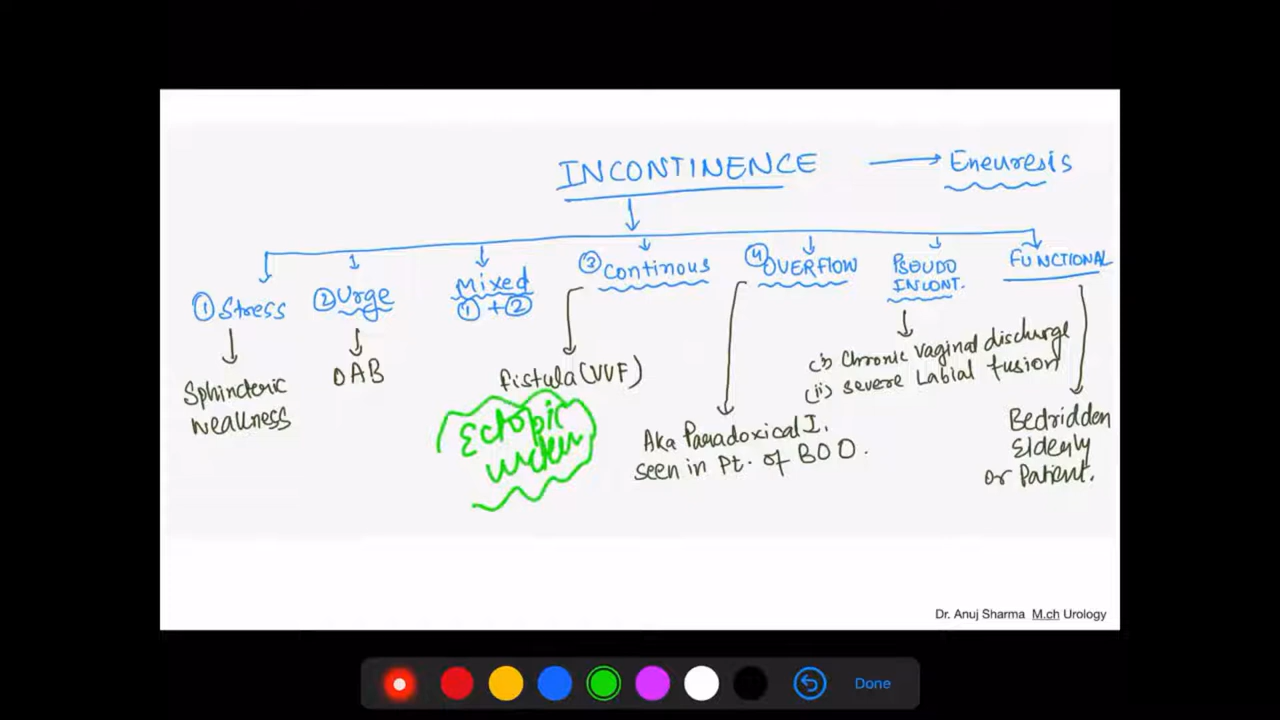 INCONTINENCE → Eneuresis
① Stress
② Urge
Mixed
① + ②
③ Continous
④ OVERFLOW
PSEUDO
INCONT.
FUNCTIONAL
Sphincteric
weakness
OAB
fistula (VVF)
Ectopic
Aka Paradoxical I.
seen in Pt. of BOO.
(i) Chronic vaginal discharge
(ii) Severe Labial fusion
Bedridden
Elderly
or Patient.
Dr. Anuj Sharma M.ch Urology
Done